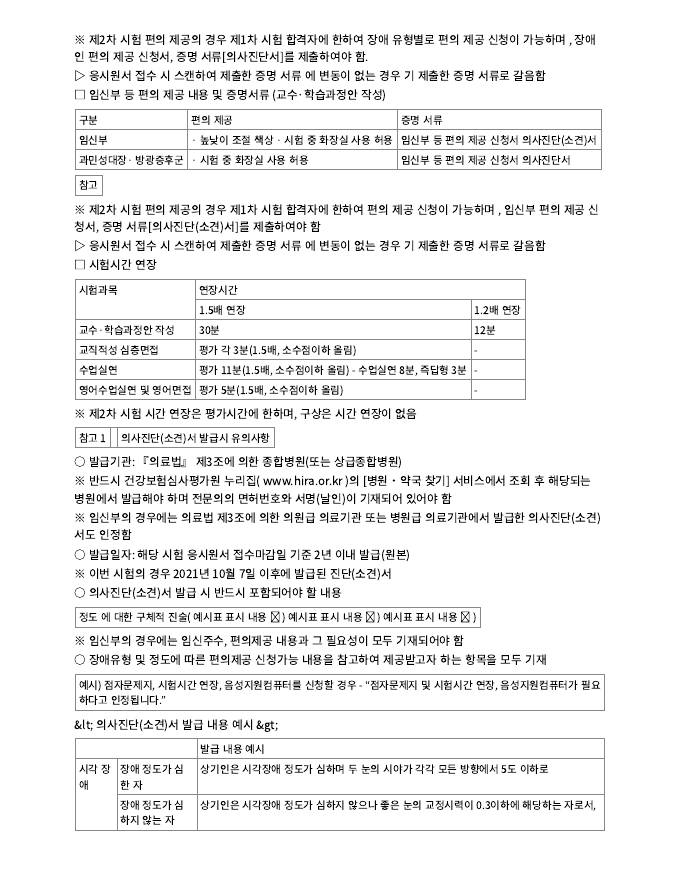 ※ 제2차 시험 편의 제공의 경우 제1차 시험 합격자에 한하여 장애 유형별로 편의 제공 신청이 가능하며 , 장애
인 편의 제공 신청서, 증명 서류[의사진단서]를 제출하여야 함.
▷ 응시원서 접수 시 스캔하여 제출한 증명 서류 에 변동이 없는 경우 기 제출한 증명 서류로 갈음함
□ 임신부 등 편의 제공 내용 및 증명서류 (교수·학습과정안 작성)
구분 편의 제공 증명 서류
임신부 · 높낮이 조절 색상 · 시험 중 화장실 사용 허용 임신부 등 편의 제공 신청서 의사진단(소견)서
과민성대장 · 방광증후군 · 시험 중 화장실 사용 허용 임신부 등 편의 제공 신청서 의사진단서
참고
※ 제2차 시험 편의 제공의 경우 제1차 시험 합격자에 한하여 편의 제공 신청이 가능하며 , 임신부 편의 제공 신
청서, 증명 서류[의사진단(소견)서]를 제출하여야 함
▷ 응시원서 접수 시 스캔하여 제출한 증명 서류 에 변동이 없는 경우 기 제출한 증명 서류로 갈음함
□ 시험시간 연장
시험과목 연장시간
1.5배 연장 1.2배 연장
교수·학습과정안 작성 30분 12분
교직적성 심층면접 평가 각 3분(1.5배, 소수점이하 올림) -
수업실연 평가 11분(1.5배, 소수점이하 올림) - 수업실연 8분, 즉답형 3분 -
영어수업실연 및 영어면접 평가 5분(1.5배, 소수점이하 올림) -
※ 제2차 시험 시간 연장은 평가시간에 한하며, 구상은 시간 연장이 없음
참고 1 의사진단(소견)서 발급시 유의사항
○ 발급기관: 『의료법』 제3조에 의한 종합병원(또는 상급종합병원)
※ 반드시 건강보험심사평가원 누리집( www.hira.or.kr )의 [병원・약국 찾기] 서비스에서 조회 후 해당되는
병원에서 발급해야 하며 전문의의 면허번호와 서명(날인)이 기재되어 있어야 함
※ 임신부의 경우에는 의료법 제3조에 의한 의원급 의료기관 또는 병원급 의료기관에서 발급한 의사진단(소견)
서도 인정함
○ 발급일자: 해당 시험 응시원서 접수마감일 기준 2년 이내 발급(원본)
※ 이번 시험의 경우 2021년 10월 7일 이후에 발급된 진단(소견)서
○ 의사진단(소견)서 발급 시 반드시 포함되어야 할 내용
정도 에 대한 구체적 진술( 예시표 표시 내용 ☒ ) 예시표 표시 내용 ☒ ) 예시표 표시 내용 ☒ )
※ 임신부의 경우에는 임신주수, 편의제공 내용과 그 필요성이 모두 기재되어야 함
○ 장애유형 및 정도에 따른 편의제공 신청가능 내용을 참고하여 제공받고자 하는 항목을 모두 기재
예시) 점자문제지, 시험시간 연장, 음성지원컴퓨터를 신청할 경우 - “점자문제지 및 시험시간 연장, 음성지원컴퓨터가 필요
하다고 인정됩니다.”
&lt; 의사진단(소견)서 발급 내용 예시 &gt;
발급 내용 예시
시각 장애 장애 정도가 심한 자 상기인은 시각장애 정도가 심하며 두 눈의 시야가 각각 모든 방향에서 5도 이하로
장애 정도가 심하지 않는 자 상기인은 시각장애 정도가 심하지 않으나 좋은 눈의 교정시력이 0.3이하에 해당하는 자로서,